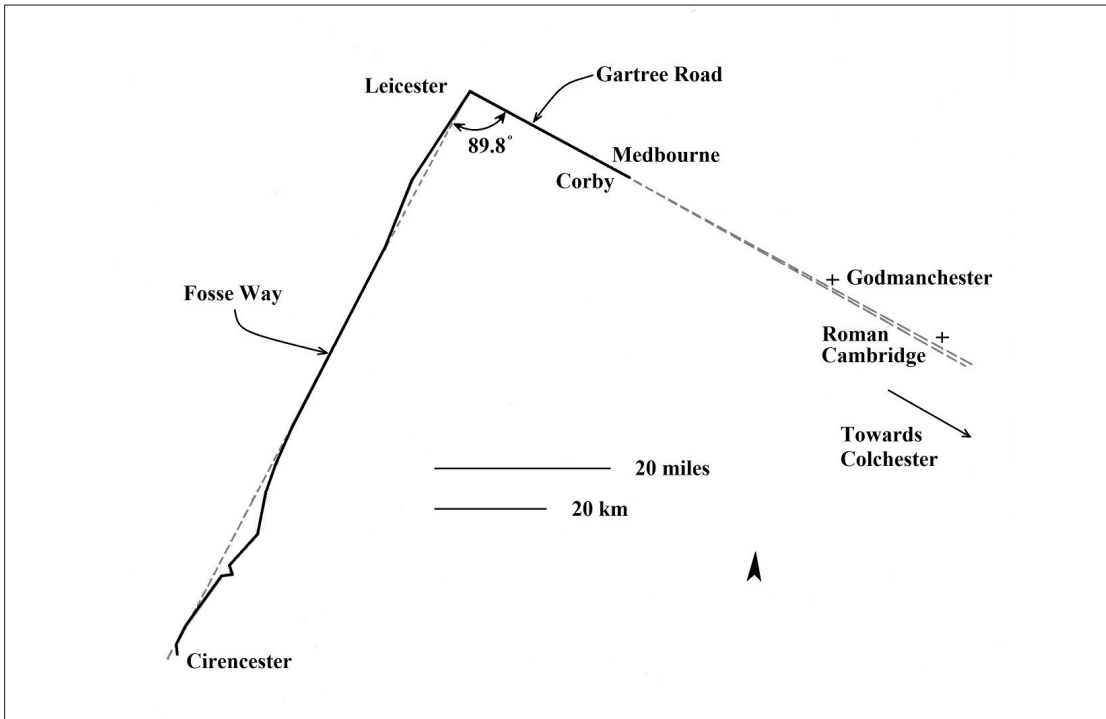 Gartree Road
Leicester
89.8°
Medbourne
Corby
Godmanchester
Fosse Way
Roman
Cambridge
Towards
Colchester
20 miles
20 km
Cirencester